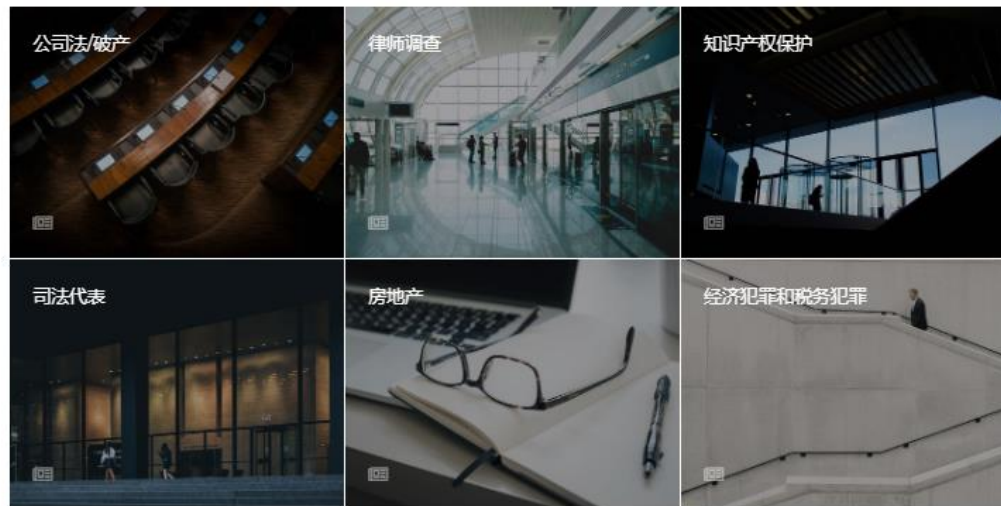 公司法/破产
律师调查
知识产权保护
司法代表
房地产
经济犯罪和税务犯罪